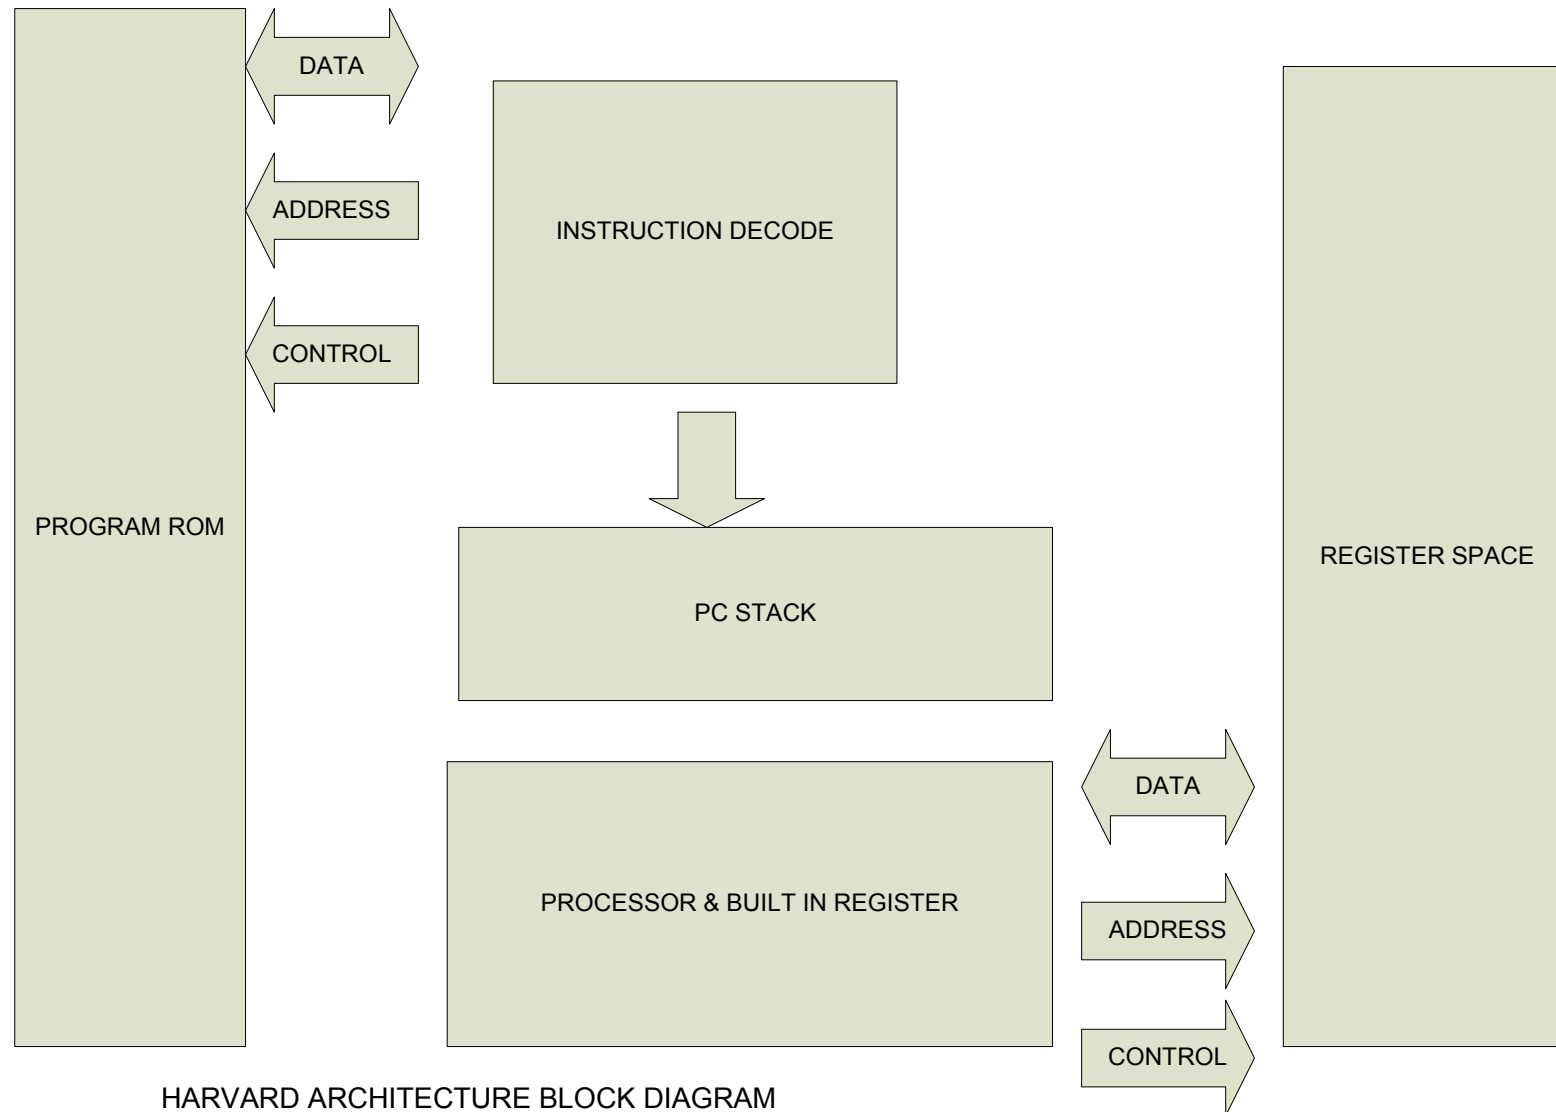 DATA
ADDRESS
CONTROL
INSTRUCTION DECODE
PROGRAM ROM
PC STACK
REGISTER SPACE
PROCESSOR & BUILT IN REGISTER
DATA
ADDRESS
CONTROL
HARVARD ARCHITECTURE BLOCK DIAGRAM